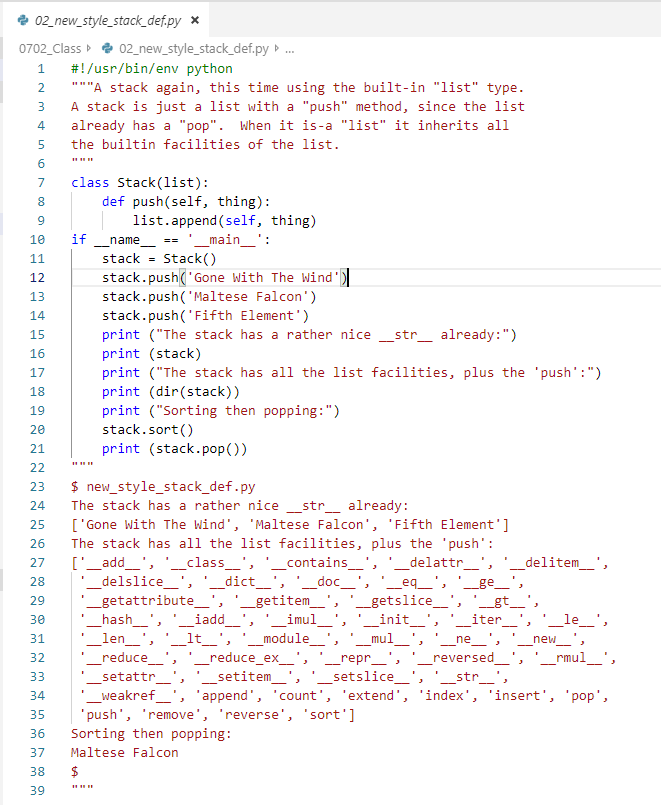 02_new_style_stack_def.py ×
0702_Class > 02_new_style_stack_def.py > ...
1 #!/usr/bin/env python
2 """A stack again, this time using the built-in "list" type.
3 A stack is just a list with a "push" method, since the list
4 already has a "pop".  When it is-a "list" it inherits all
5 the builtin facilities of the list.
6 """
7 class Stack(list):
8     def push(self, thing):
9         list.append(self, thing)
10 if __name__ == '__main__':
11     stack = Stack()
12     stack.push('Gone With The Wind')
13     stack.push('Maltese Falcon')
14     stack.push('Fifth Element')
15     print ("The stack has a rather nice __str__ already:")
16     print (stack)
17     print ("The stack has all the list facilities, plus the 'push':")
18     print (dir(stack))
19     print ("Sorting then popping:")
20     stack.sort()
21     print (stack.pop())
22 """
23 $ new_style_stack_def.py
24 The stack has a rather nice __str__ already:
25 ['Gone With The Wind', 'Maltese Falcon', 'Fifth Element']
26 The stack has all the list facilities, plus the 'push':
27 ['__add__', '__class__', '__contains__', '__delattr__', '__delitem__',
28  '__delslice__', '__dict__', '__doc__', '__eq__', '__ge__',
29  '__getattribute__', '__getitem__', '__getslice__', '__gt__',
30  '__hash__', '__iadd__', '__imul__', '__init__', '__iter__', '__le__',
31  '__len__', '__lt__', '__module__', '__mul__', '__ne__', '__new__',
32  '__reduce__', '__reduce_ex__', '__repr__', '__reversed__', '__rmul__',
33  '__setattr__', '__setitem__', '__setslice__', '__str__',
34  '__weakref__', 'append', 'count', 'extend', 'index', 'insert', 'pop',
35  'push', 'remove', 'reverse', 'sort']
36 Sorting then popping:
37 Maltese Falcon
38 $
39 """